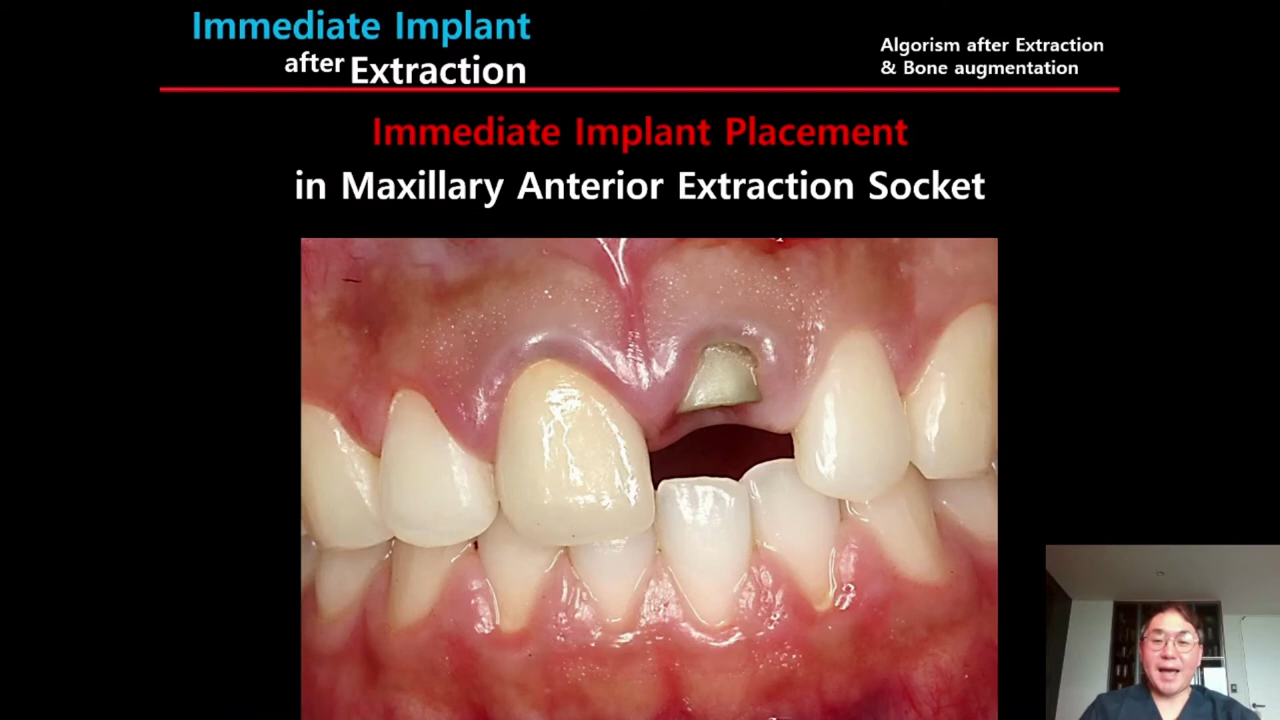 Immediate Implant
after Extraction
Algorism after Extraction
& Bone augmentation
Immediate Implant Placement
in Maxillary Anterior Extraction Socket